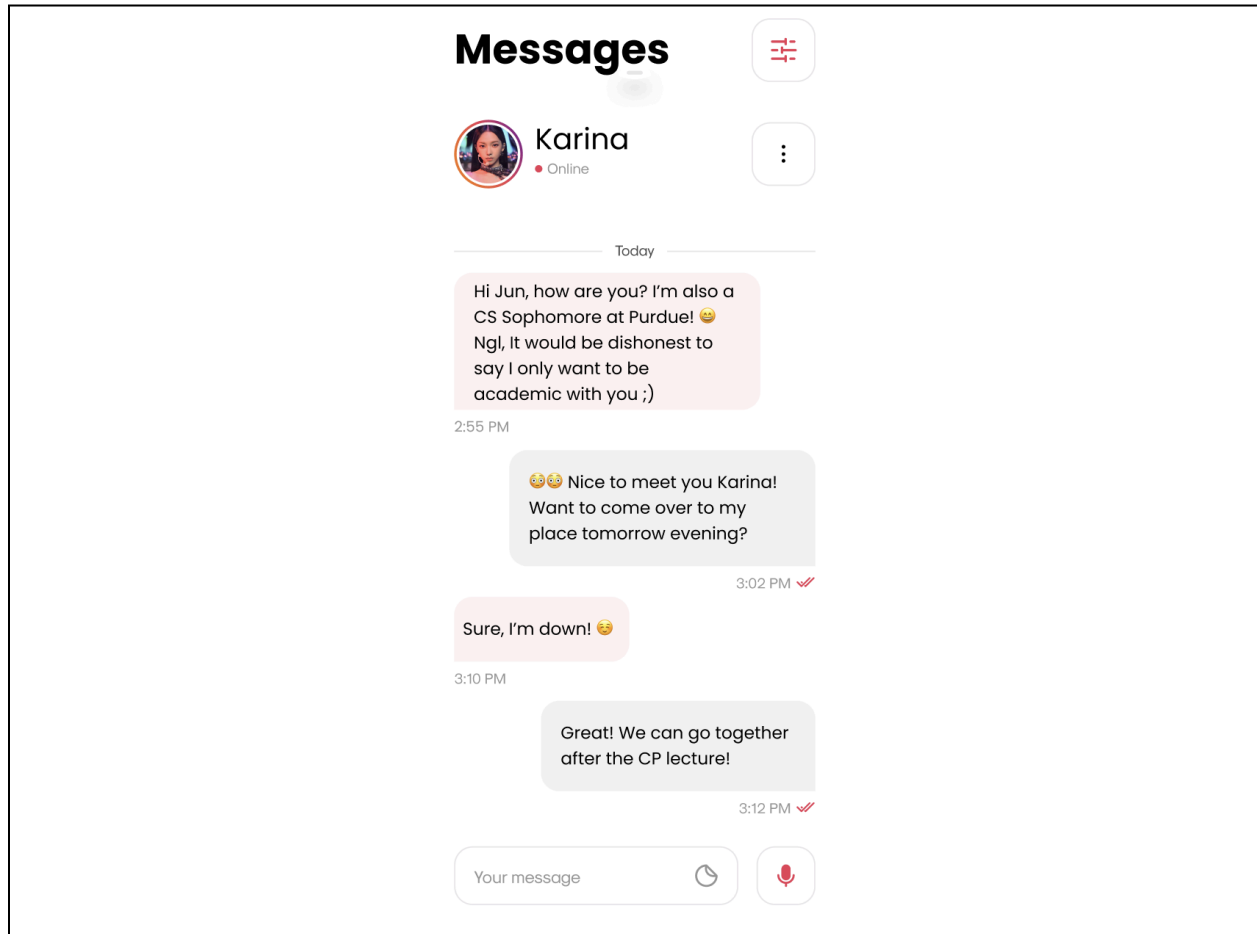 Messages
Karina
Online
Today
Hi Jun, how are you? I’m also a
CS Sophomore at Purdue! 😄
Ngl, It would be dishonest to
say I only want to be
academic with you ;)
2:55 PM
😳😳 Nice to meet you Karina!
Want to come over to my
place tomorrow evening?
3:02 PM
Sure, I’m down! ☺️
3:10 PM
Great! We can go together
after the CP lecture!
3:12 PM
Your message